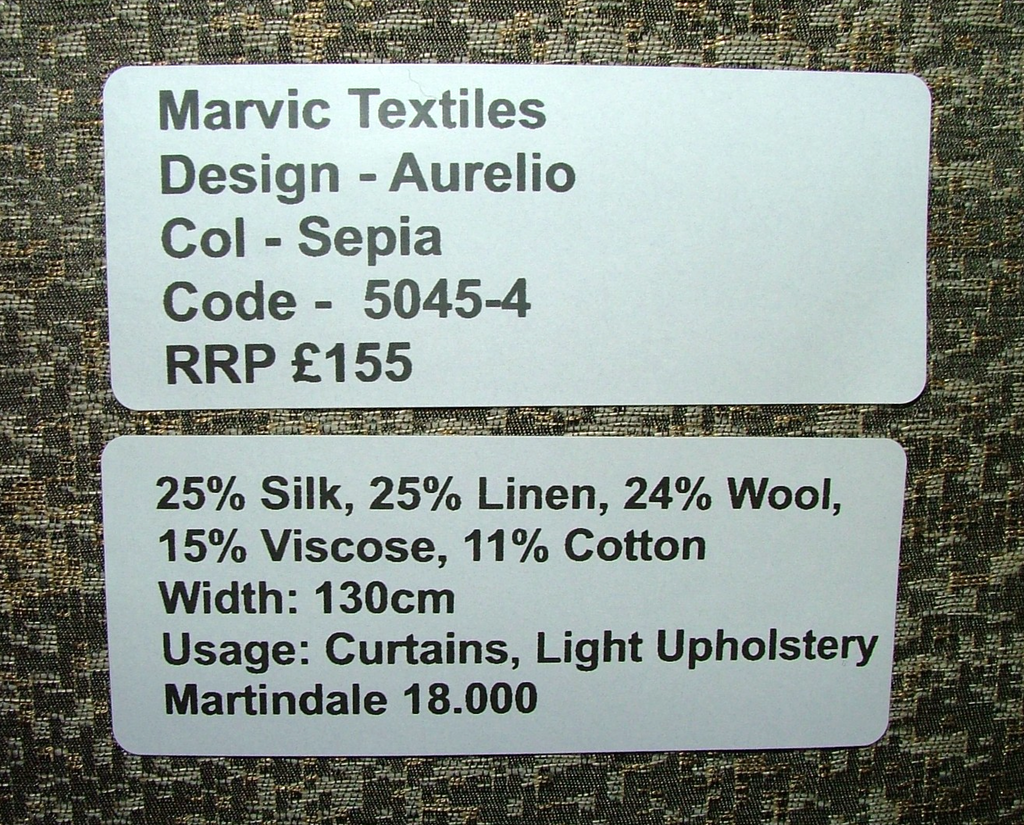 Marvic Textiles
Design - Aurelio
Col - Sepia
Code - 5045-4
RRP £155
25% Silk, 25% Linen, 24% Wool,
15% Viscose, 11% Cotton
Width: 130cm
Usage: Curtains, Light Upholstery
Martindale 18.000